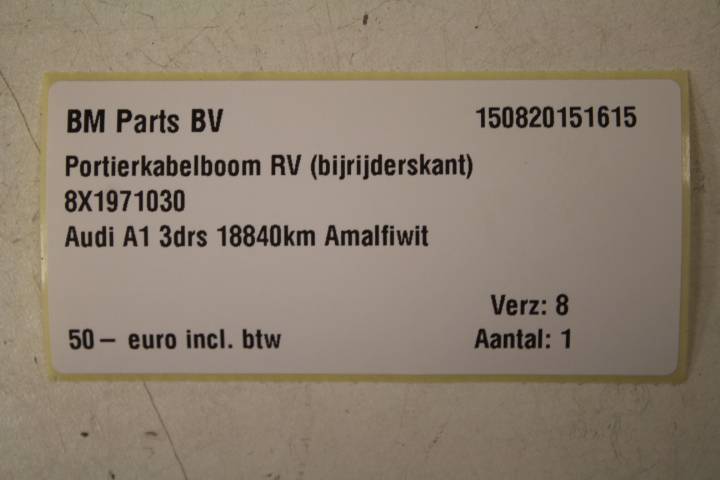 BM Parts BV 150820151615
Portierkabelboom RV (bijrijderskant)
8X1971030
Audi A1 3drs 18840km Amalfiwit
Verz: 8
50– euro incl. btw Aantal: 1